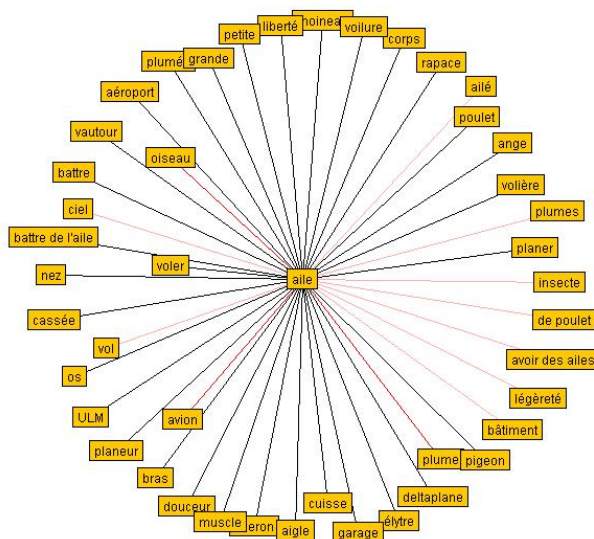 petite
liberté
voilure
corps
plumé
grande
rapace
aéroport
ailé
poulet
vautour
oiseau
ange
battre
volière
ciel
plumes
battre de l'aile
planer
nez
voler
aile
insecte
cassée
de poulet
vol
avoir des ailes
os
légèreté
ULM
avion
bâtiment
planeur
plume
pigeon
bras
deltaplane
douceur
cuisse
muscle
élytre
aigle
garage